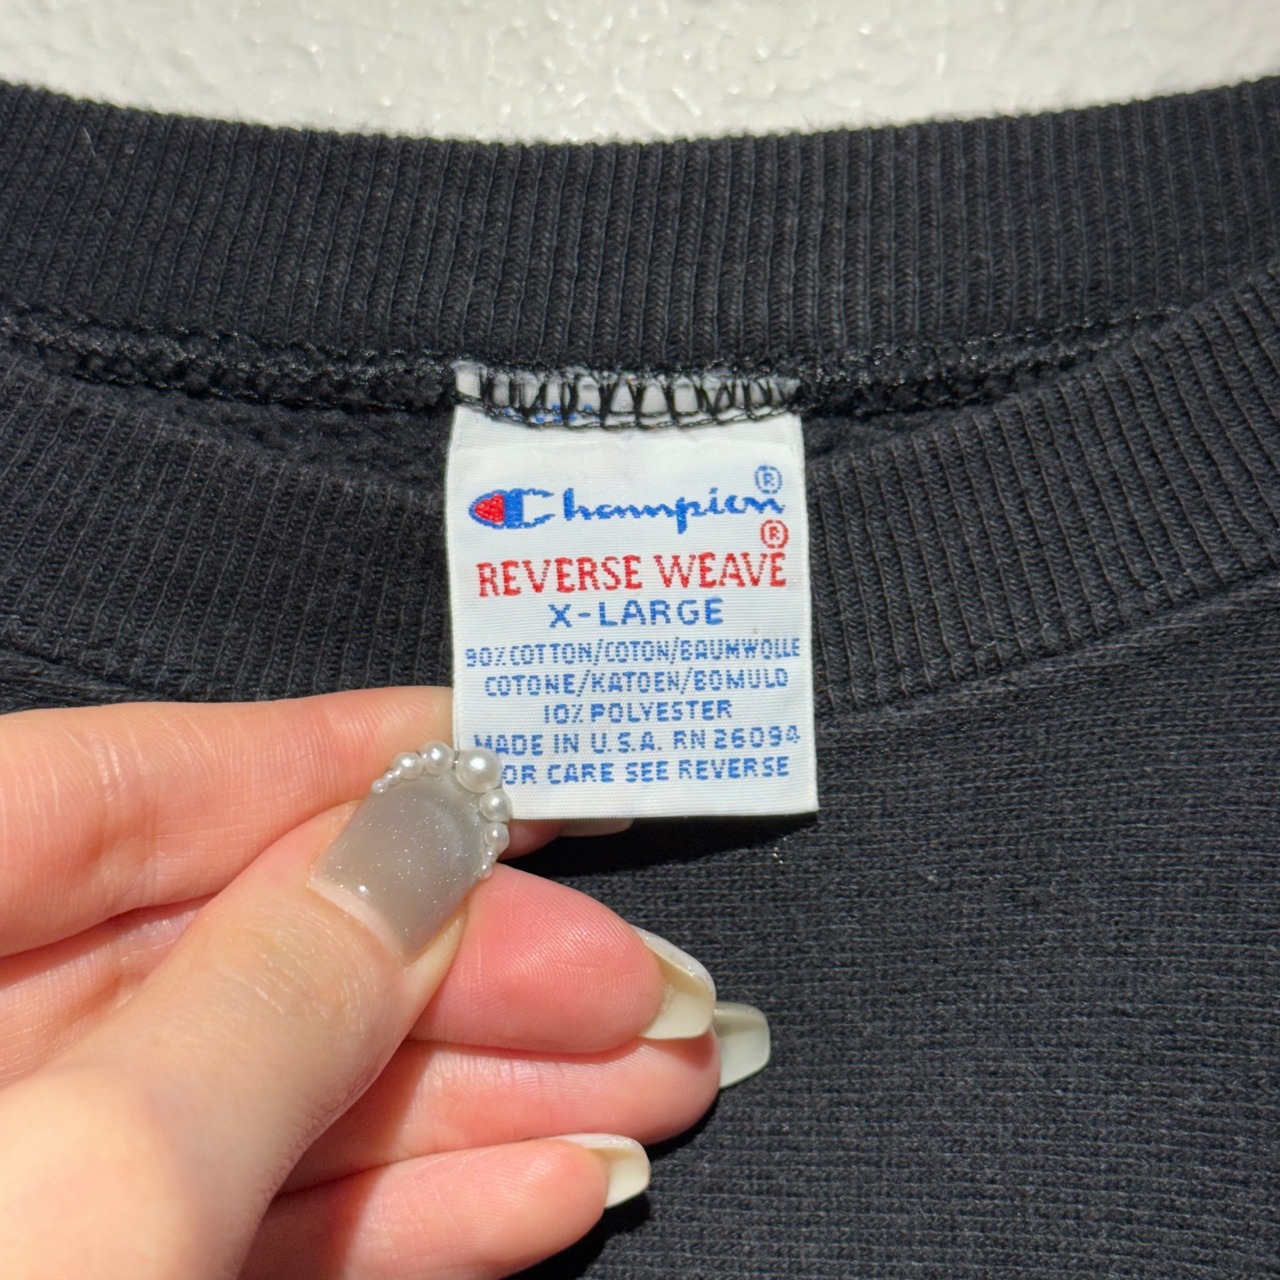 Champion®
REVERSE WEAVE®
X-LARGE
90% COTTON/COTON/BAUMWOLLE
COTONE/KATOEN/BOMULD
10% POLYESTER
MADE IN U.S.A. RN 26094
OR CARE SEE REVERSE